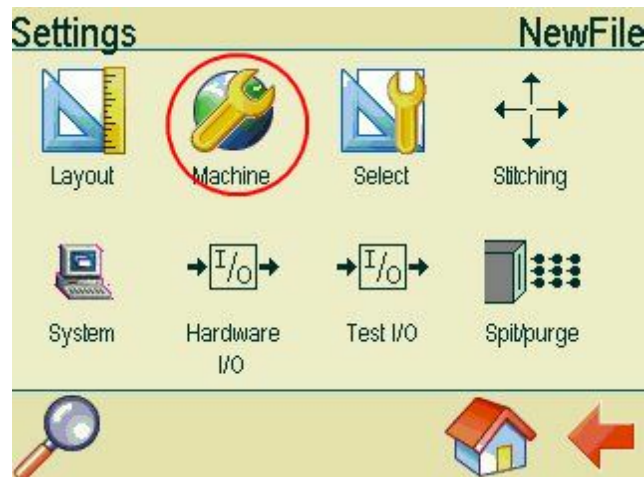 Settings NewFile
Layout Machine Select Stitching
I/O I/O
System Hardware Test I/O Spit/purge
I/O